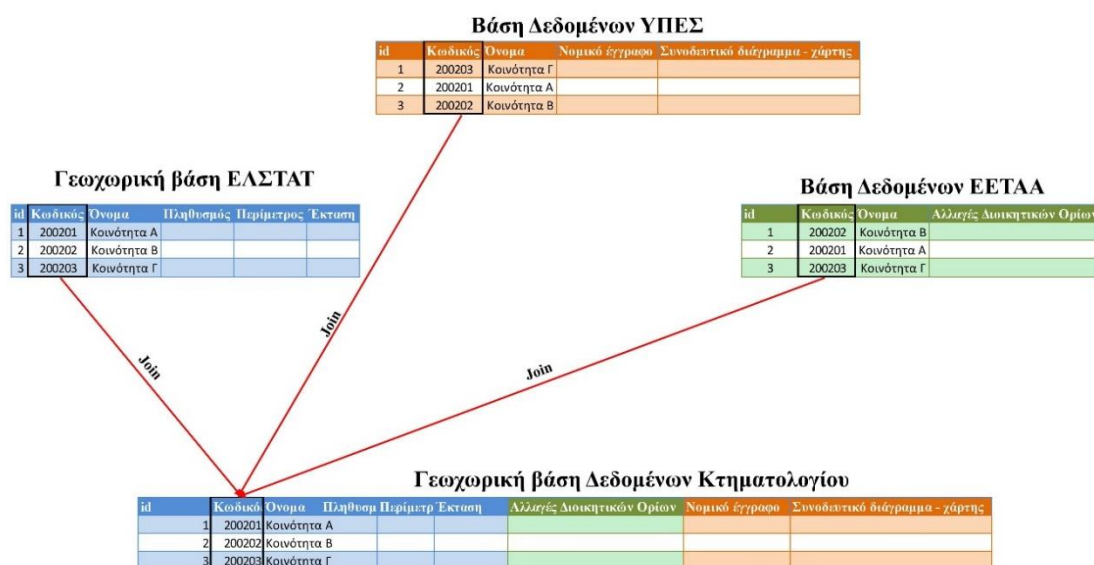 Βάση Δεδομένων ΥΠΕΣ
id Κωδικός Όνομα Νομικό έγγραφο Συνοδευτικό διάγραμμα - χάρτης
1 200203 Κοινότητα Γ
2 200201 Κοινότητα Α
3 200202 Κοινότητα Β
Γεωχωρική βάση ΕΛΣΤΑΤ
id Κωδικός Όνομα Πληθυσμός Περίμετρος Έκταση
1 200201 Κοινότητα Α
2 200202 Κοινότητα Β
3 200203 Κοινότητα Γ
Βάση Δεδομένων ΕΕΤΑΑ
id Κωδικός Όνομα Αλλαγές Διοικητικών Ορίων
1 200202 Κοινότητα Β
2 200201 Κοινότητα Α
3 200203 Κοινότητα Γ
Join
Join
Join
Γεωχωρική βάση Δεδομένων Κτηματολογίου
id Κωδικό Όνομα Πληθυσμ Περίμετρ Έκταση Αλλαγές Διοικητικών Ορίων Νομικό έγγραφο Συνοδευτικό διάγραμμα - χάρτης
1 200201 Κοινότητα Α
2 200202 Κοινότητα Β
3 200203 Κοινότητα Γ